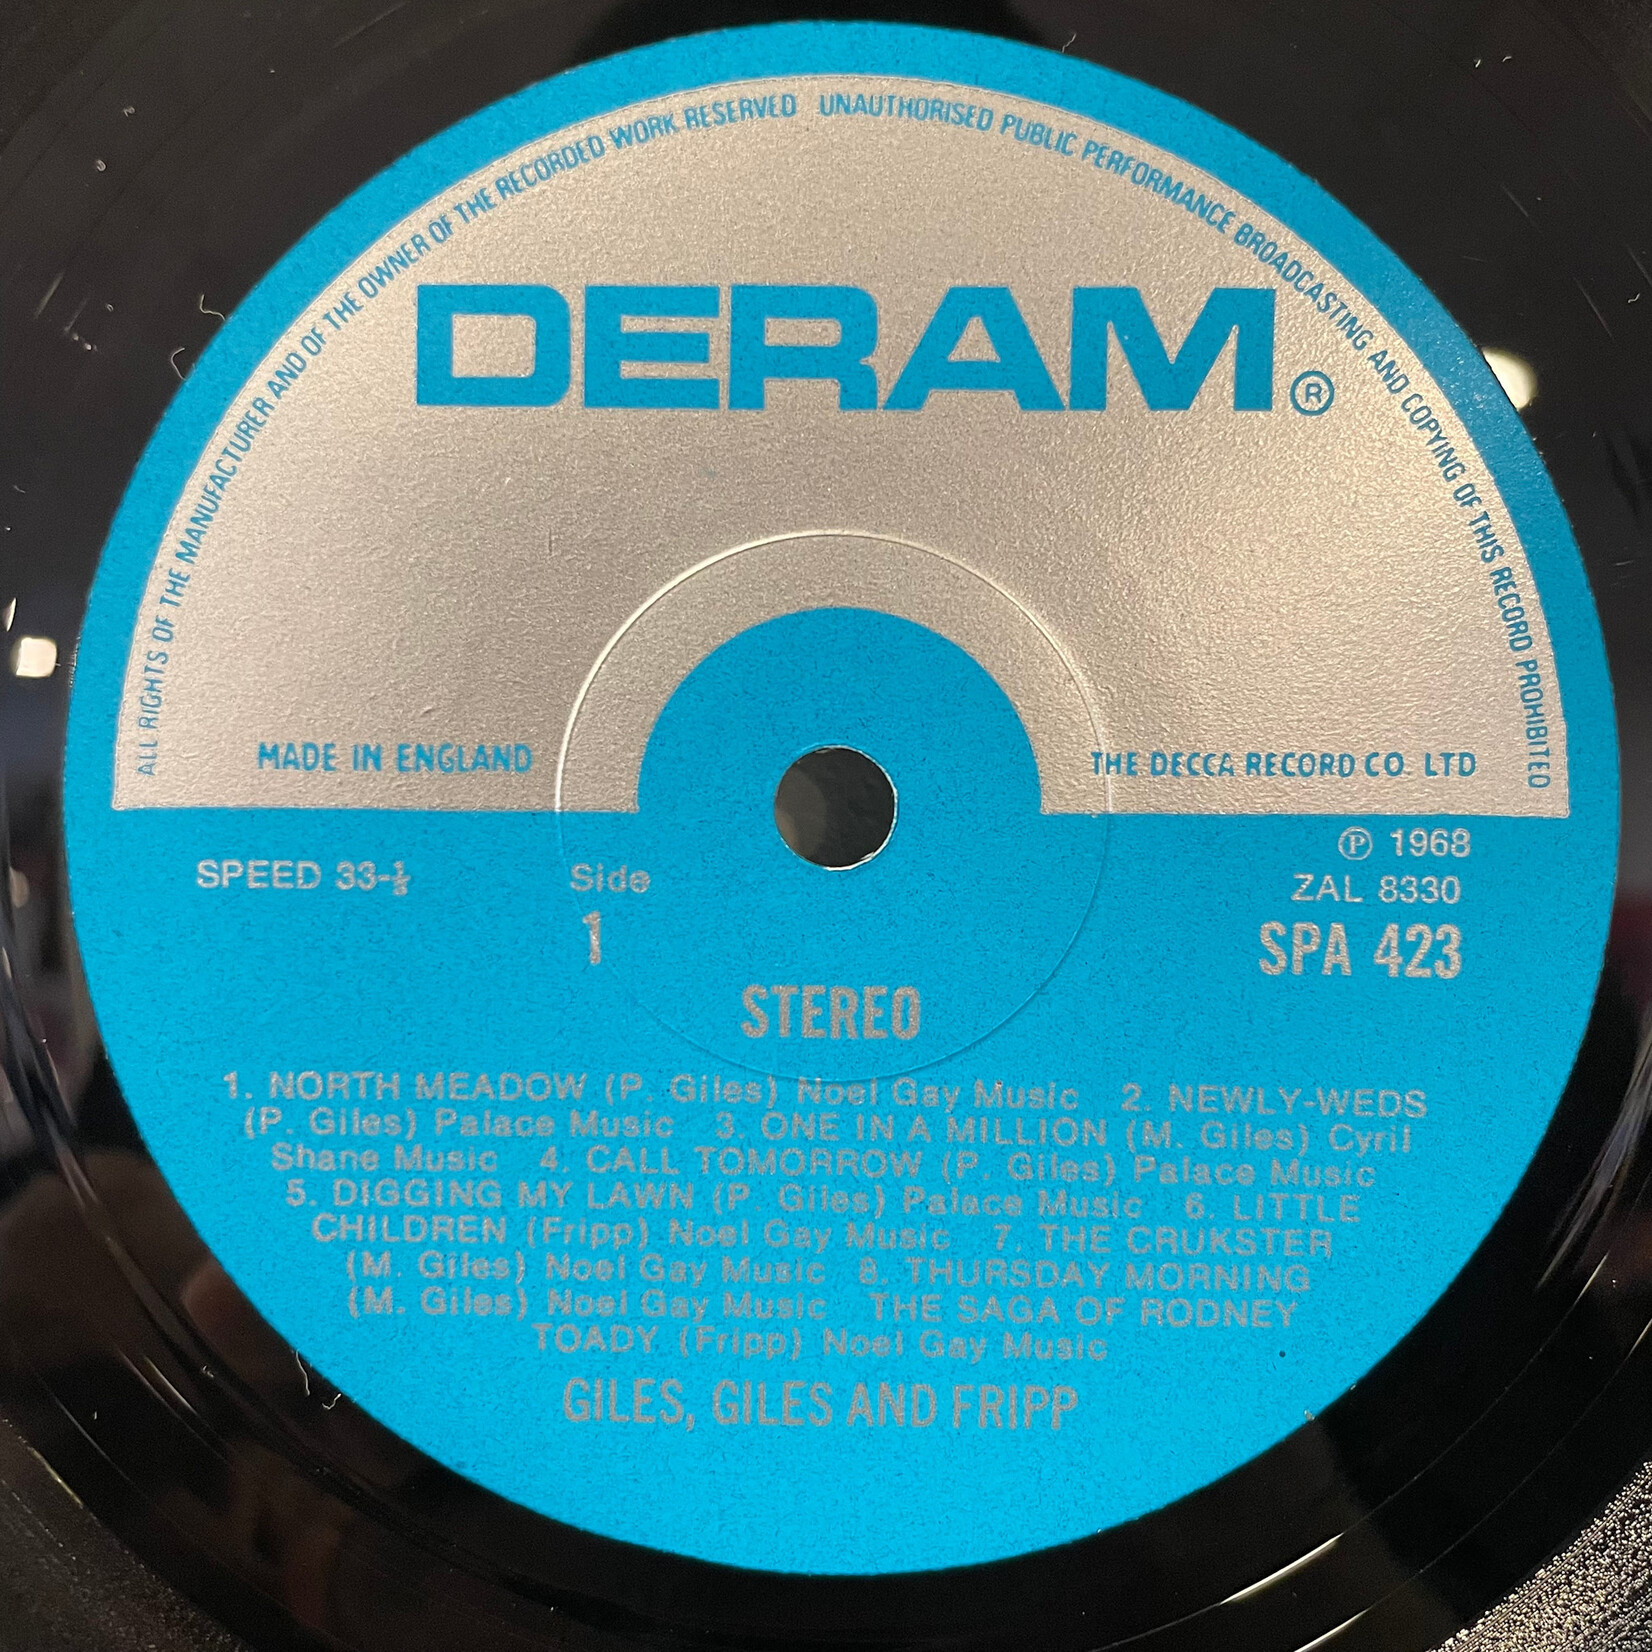 ALL RIGHTS OF THE MANUFACTURER AND OF THE OWNER OF THE RECORDED WORK RESERVED UNAUTHORISED PUBLIC PERFORMANCE BROADCASTING AND COPYING OF THIS RECORD PROHIBITED
DERAM®
MADE IN ENGLAND
THE DECCA RECORD CO. LTD
℗ 1968
SPEED 33-⅓
Side
ZAL 8330
1
SPA 423
STEREO
1. NORTH MEADOW (P. Giles) Noel Gay Music 2. NEWLY-WEDS
(P. Giles) Palace Music 3. ONE IN A MILLION (M. Giles) Cyril
Shane Music 4. CALL TOMORROW (P. Giles) Palace Music
5. DIGGING MY LAWN (P. Giles) Palace Music 6. LITTLE
CHILDREN (Fripp) Noel Gay Music 7. THE CRUKSTER
(M. Giles) Noel Gay Music 8. THURSDAY MORNING
(M. Giles) Noel Gay Music THE SAGA OF RODNEY
TOADY (Fripp) Noel Gay Music
GILES, GILES AND FRIPP